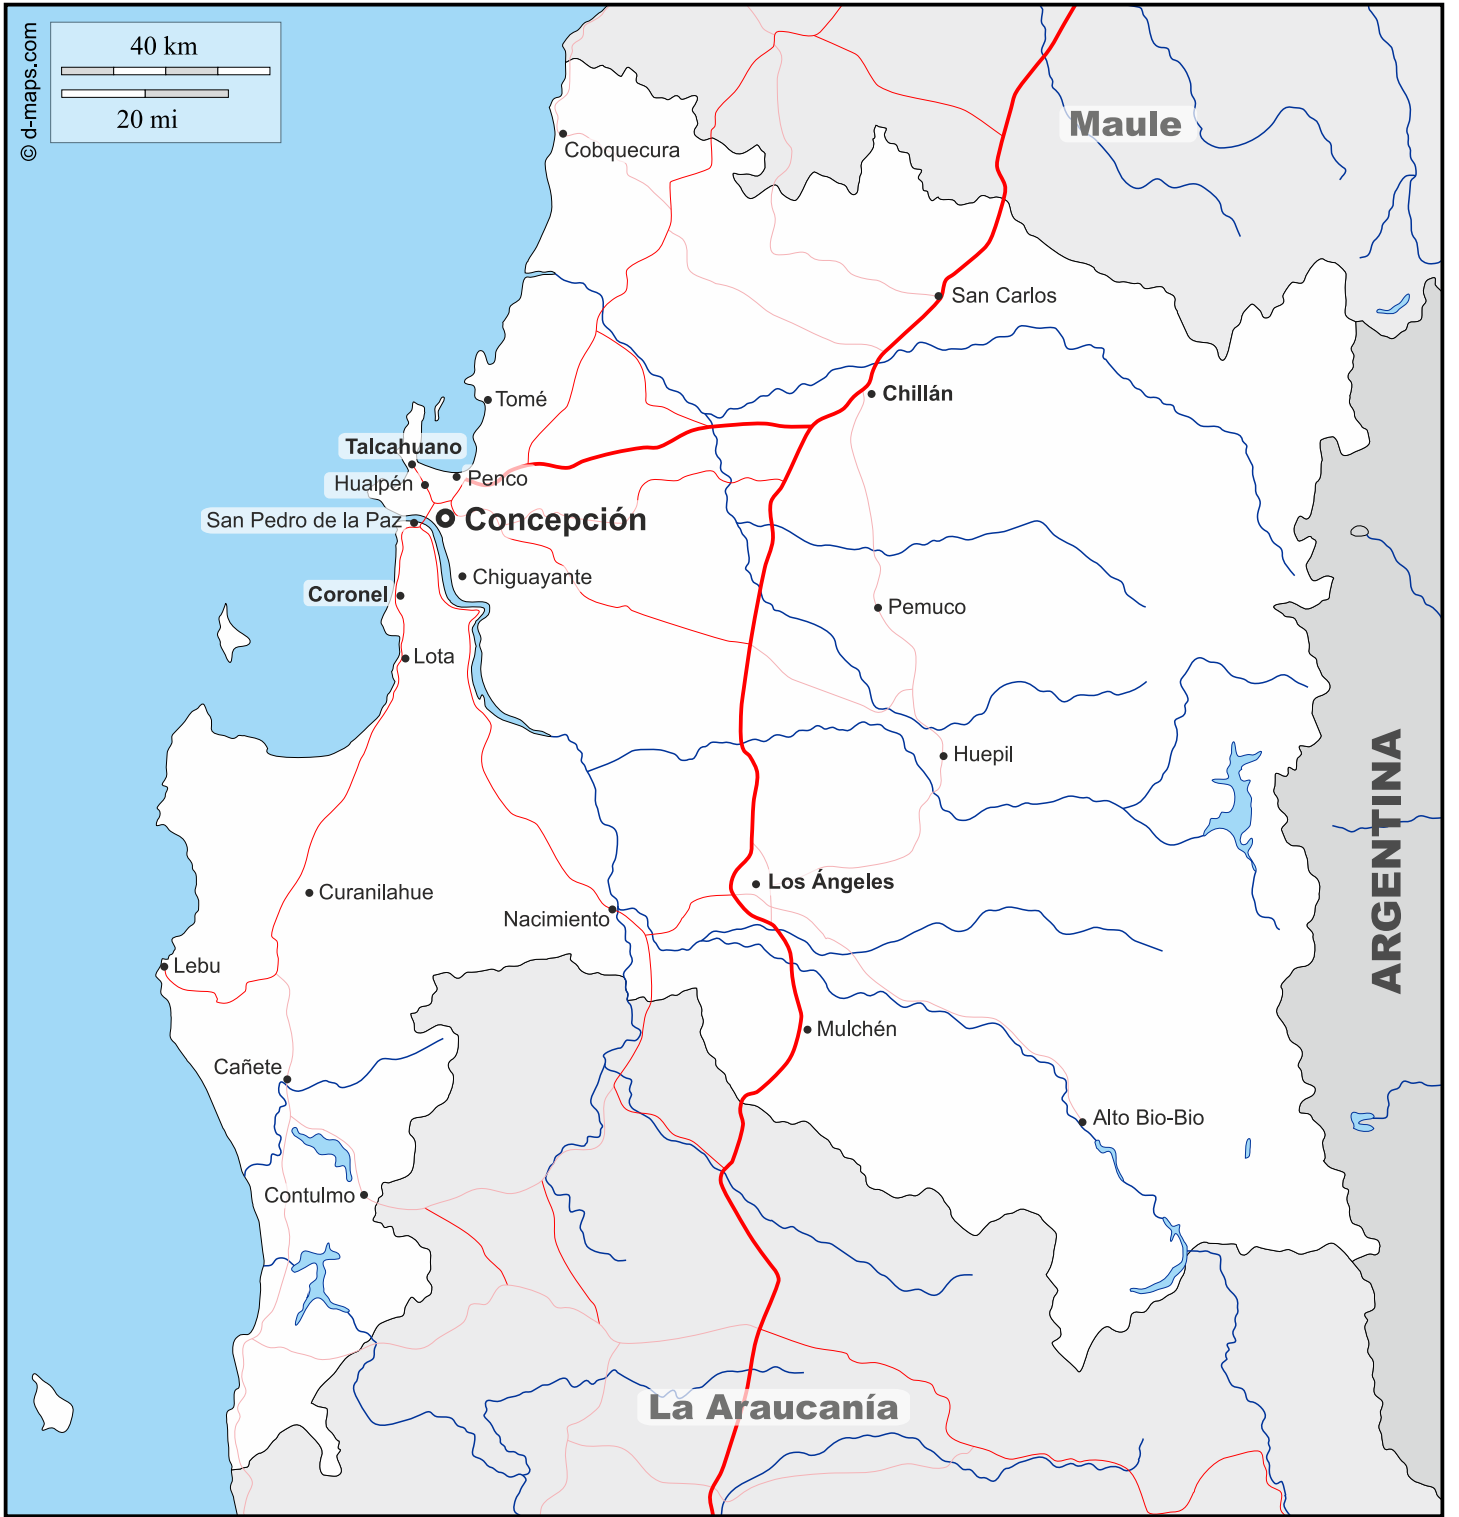 © d-maps.com
40 km
20 mi
Maule
Cobquecura
San Carlos
Chillán
Tomé
Talcahuano
Penco
Hualpén
San Pedro de la Paz
Concepción
Chiguayante
Coronel
Pemuco
Lota
Huepil
ARGENTINA
Los Ángeles
Curanilahue
Nacimiento
Lebu
Mulchén
Cañete
Alto Bio-Bio
Contulmo
La Araucanía